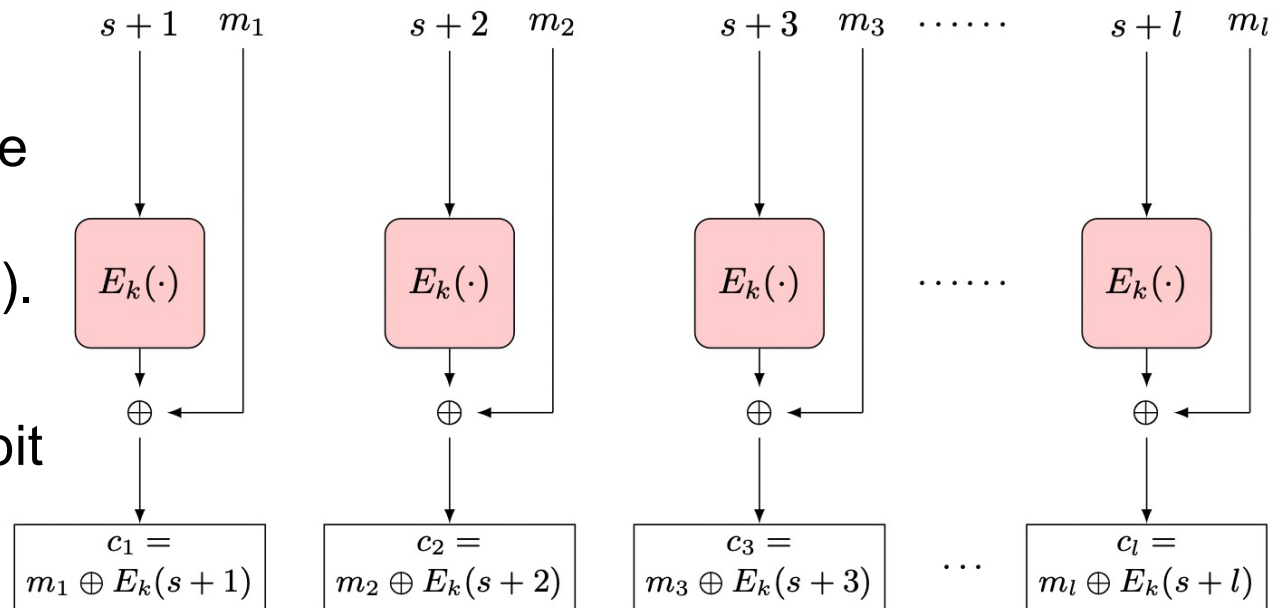 s + 1 m₁ s + 2 m₂ s + 3 m₃ ⋯⋯ s + l mₗ
e
).
Eₖ(·) Eₖ(·) Eₖ(·) ⋯⋯ Eₖ(·)
⊕ ⊕ ⊕ ⊕
bit
c₁ = c₂ = c₃ = cₗ =
m₁ ⊕ Eₖ(s + 1) m₂ ⊕ Eₖ(s + 2) m₃ ⊕ Eₖ(s + 3) ⋯ mₗ ⊕ Eₖ(s + l)